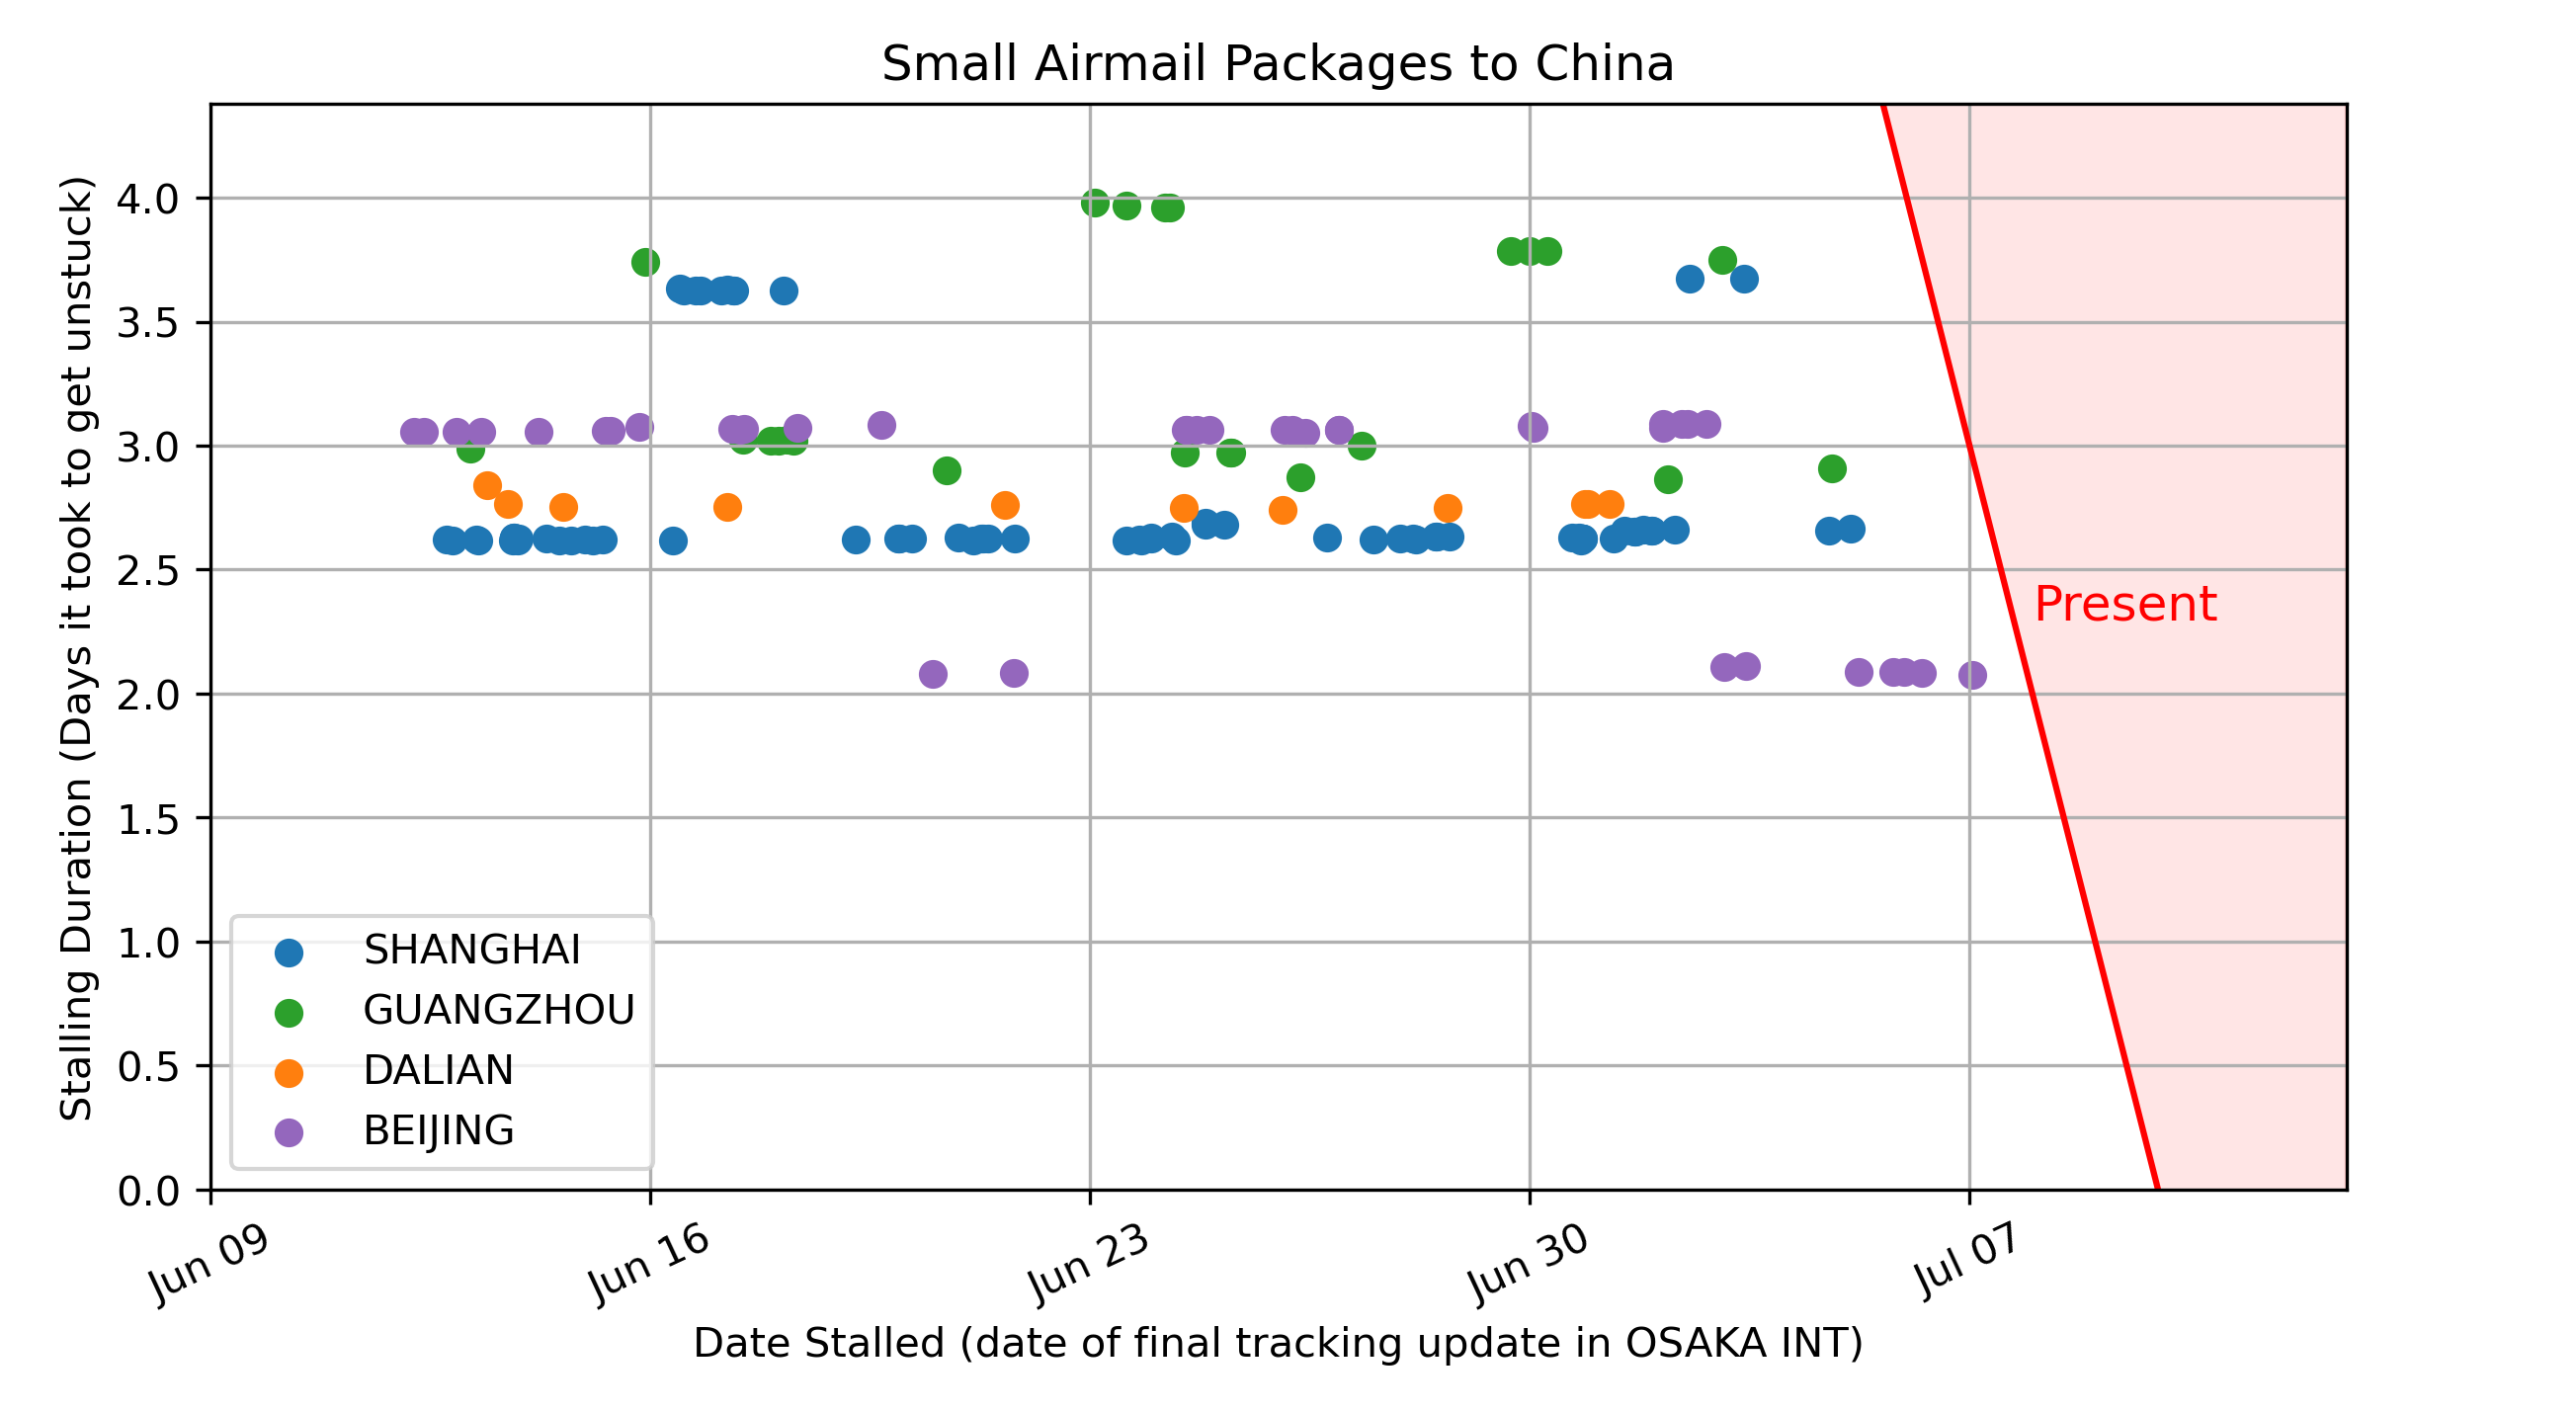 Small Airmail Packages to China
Stalling Duration (Days it took to get unstuck)
4.0
3.5
3.0
2.5
2.0
1.5
1.0
0.5
0.0
Present
SHANGHAI
GUANGZHOU
DALIAN
BEIJING
Jun 09
Jun 16
Jun 23
Jun 30
Jul 07
Date Stalled (date of final tracking update in OSAKA INT)